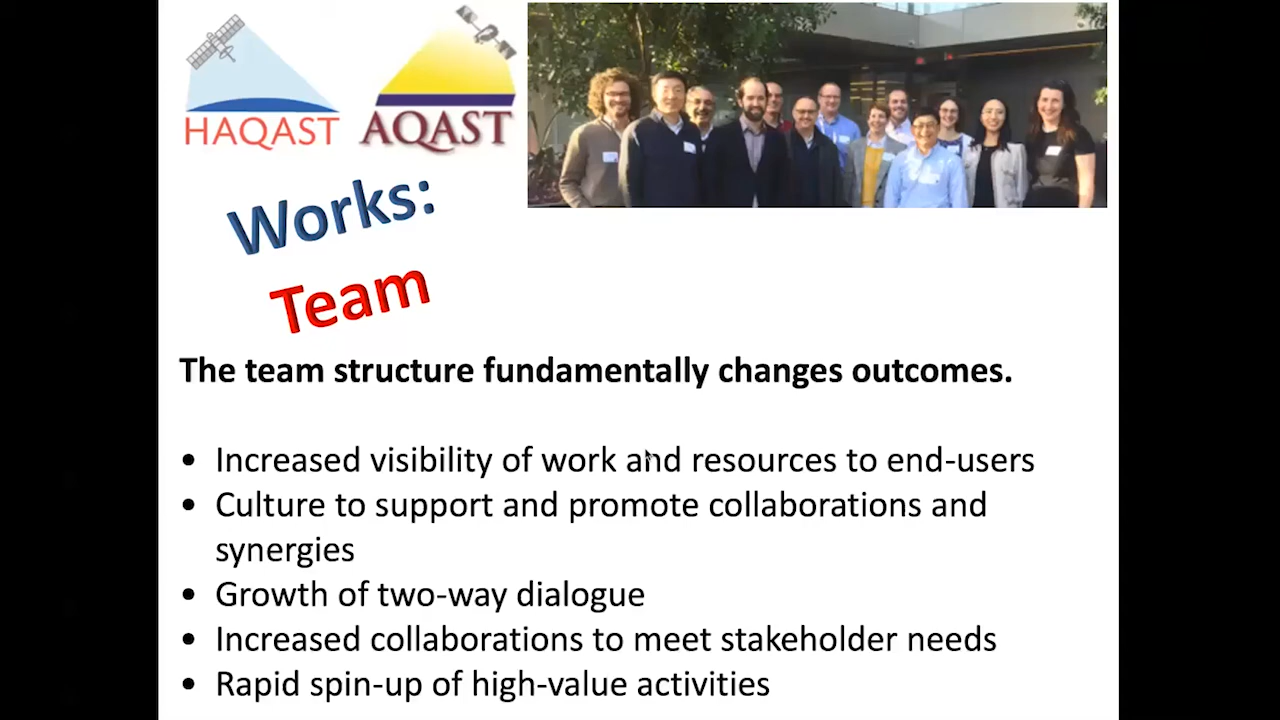 HAQAST AQAST
Works:
Team
The team structure fundamentally changes outcomes.
• Increased visibility of work and resources to end-users
• Culture to support and promote collaborations and
synergies
• Growth of two-way dialogue
• Increased collaborations to meet stakeholder needs
• Rapid spin-up of high-value activities